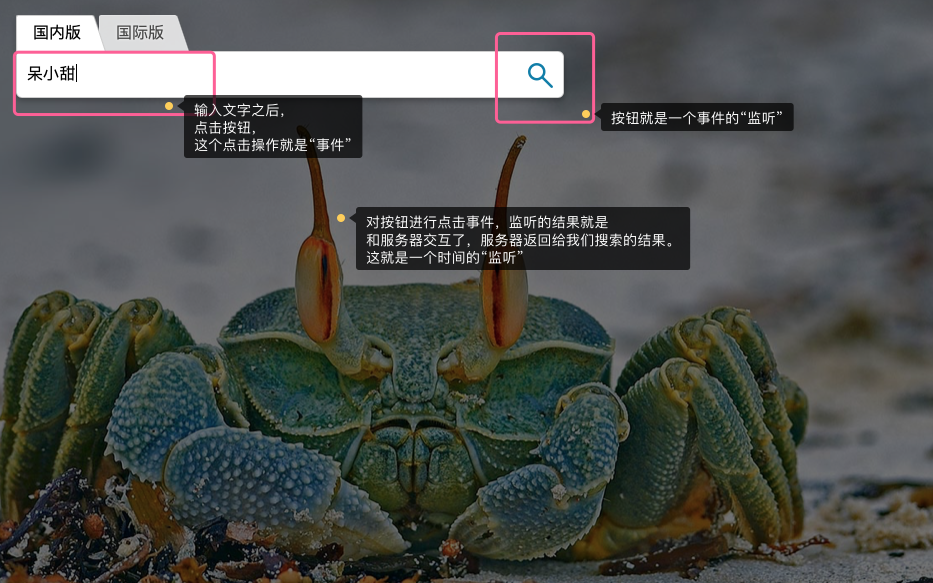 国内版 国际版
呆小甜
输入文字之后，
点击按钮，
这个点击操作就是“事件”
按钮就是一个事件的“监听”
对按钮进行点击事件，监听的结果就是
和服务器交互了，服务器返回给我们搜索的结果。
这就是一个时间的“监听”